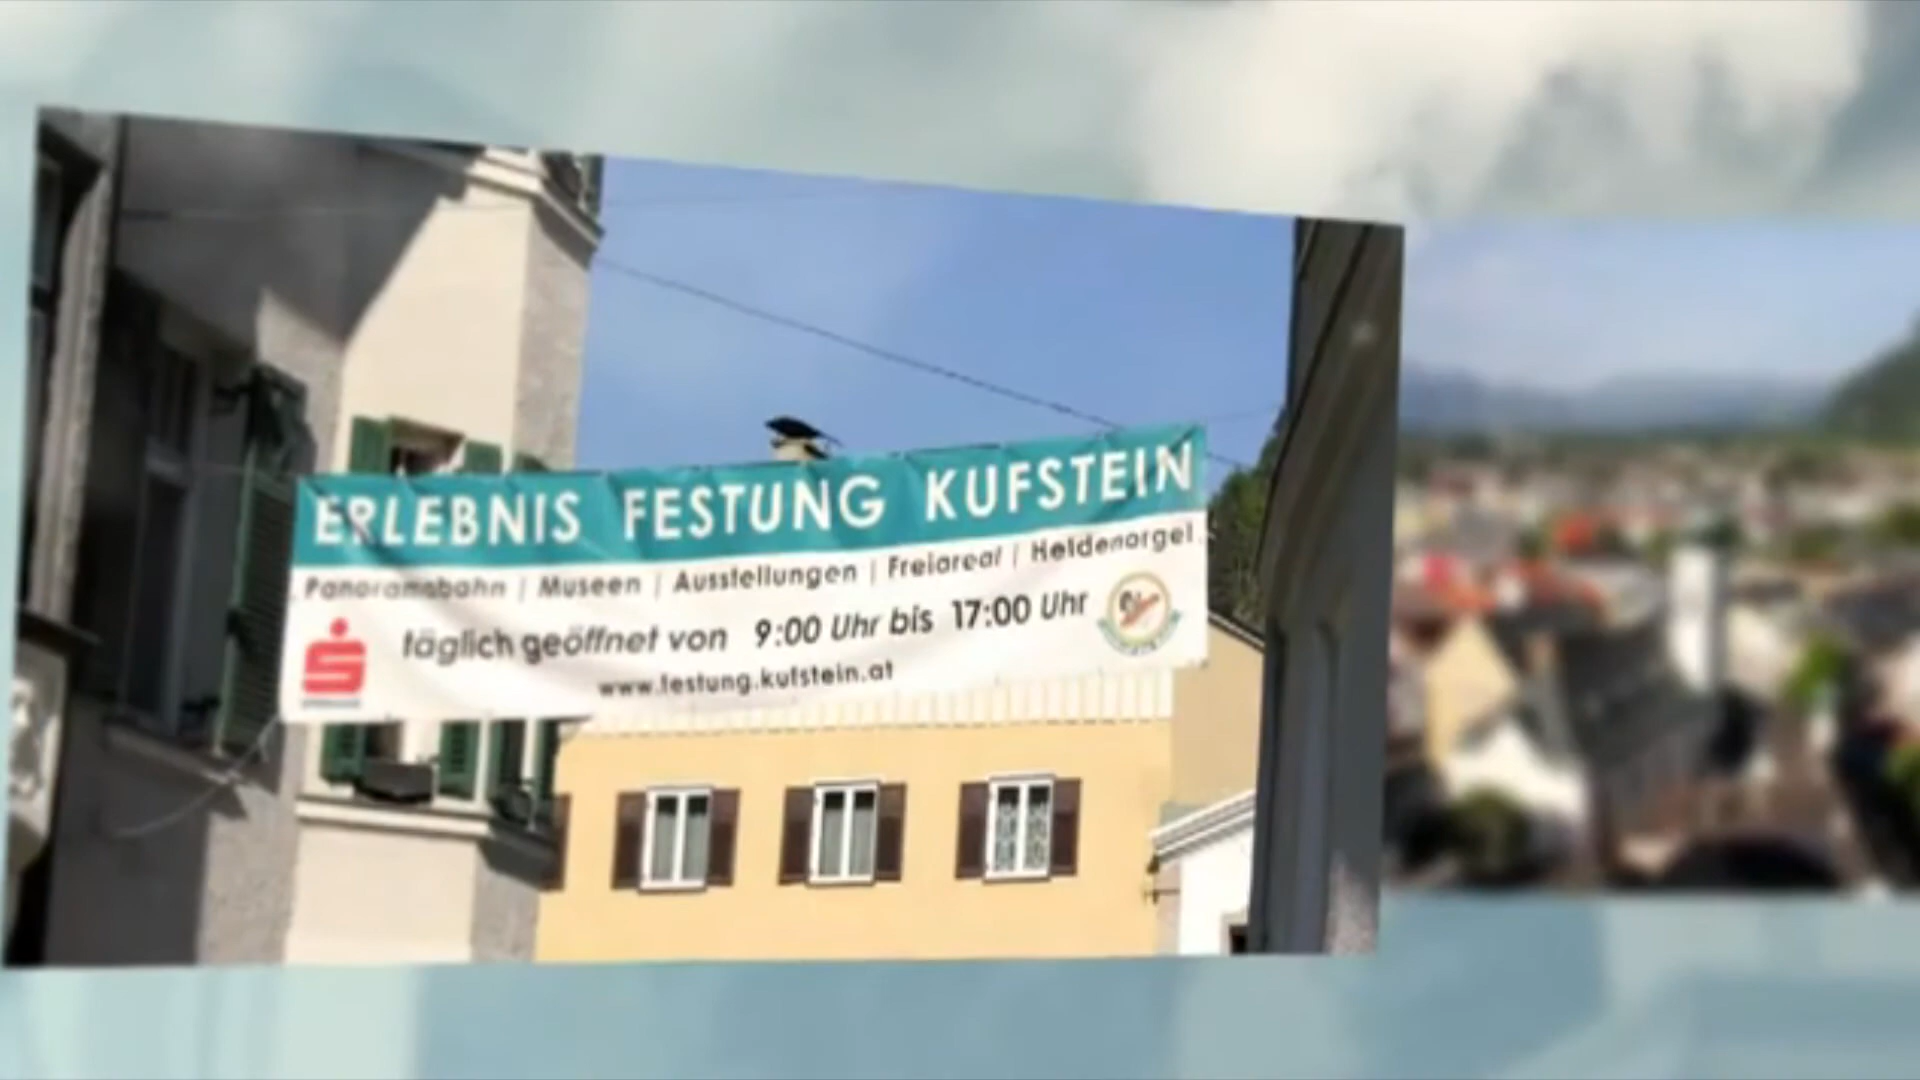 ERLEBNIS FESTUNG KUFSTEIN
Panoramabahn | Museen | Ausstellungen | Freiareal | Heldenorgel
täglich geöffnet von 9:00 Uhr bis 17:00 Uhr
www.festung.kufstein.at